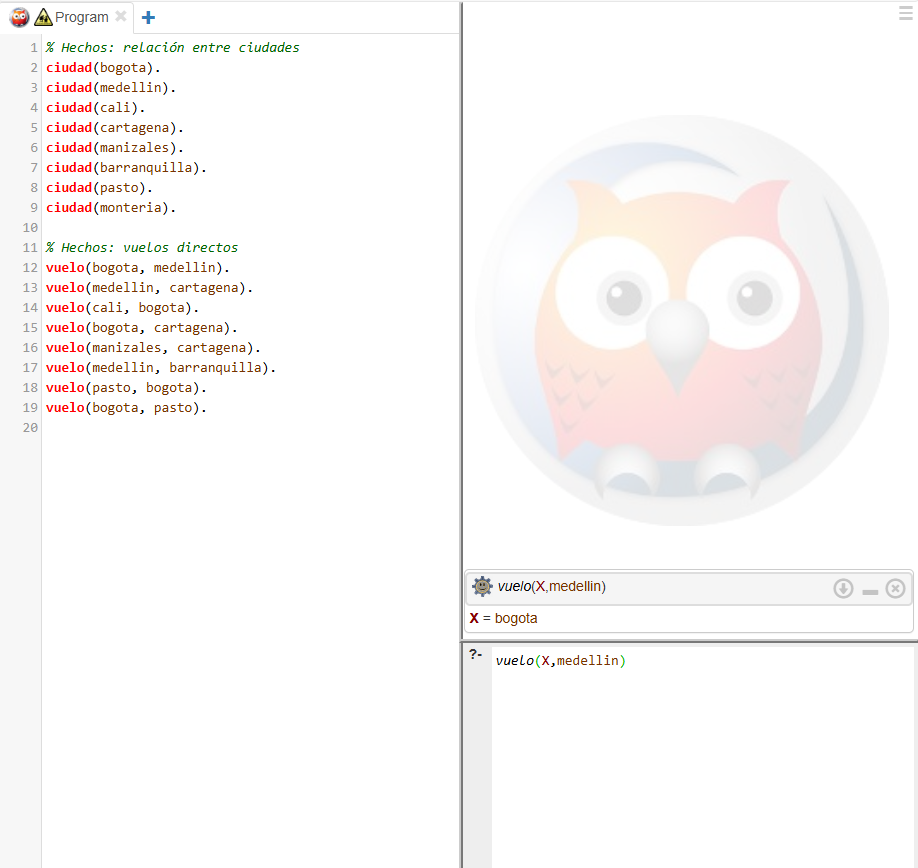 Program
1 % Hechos: relación entre ciudades
2 ciudad(bogota).
3 ciudad(medellin).
4 ciudad(cali).
5 ciudad(cartagena).
6 ciudad(manizales).
7 ciudad(barranquilla).
8 ciudad(pasto).
9 ciudad(monteria).
10
11 % Hechos: vuelos directos
12 vuelo(bogota, medellin).
13 vuelo(medellin, cartagena).
14 vuelo(cali, bogota).
15 vuelo(bogota, cartagena).
16 vuelo(manizales, cartagena).
17 vuelo(medellin, barranquilla).
18 vuelo(pasto, bogota).
19 vuelo(bogota, pasto).
20
vuelo(X,medellin)
X = bogota
?- vuelo(X,medellin)